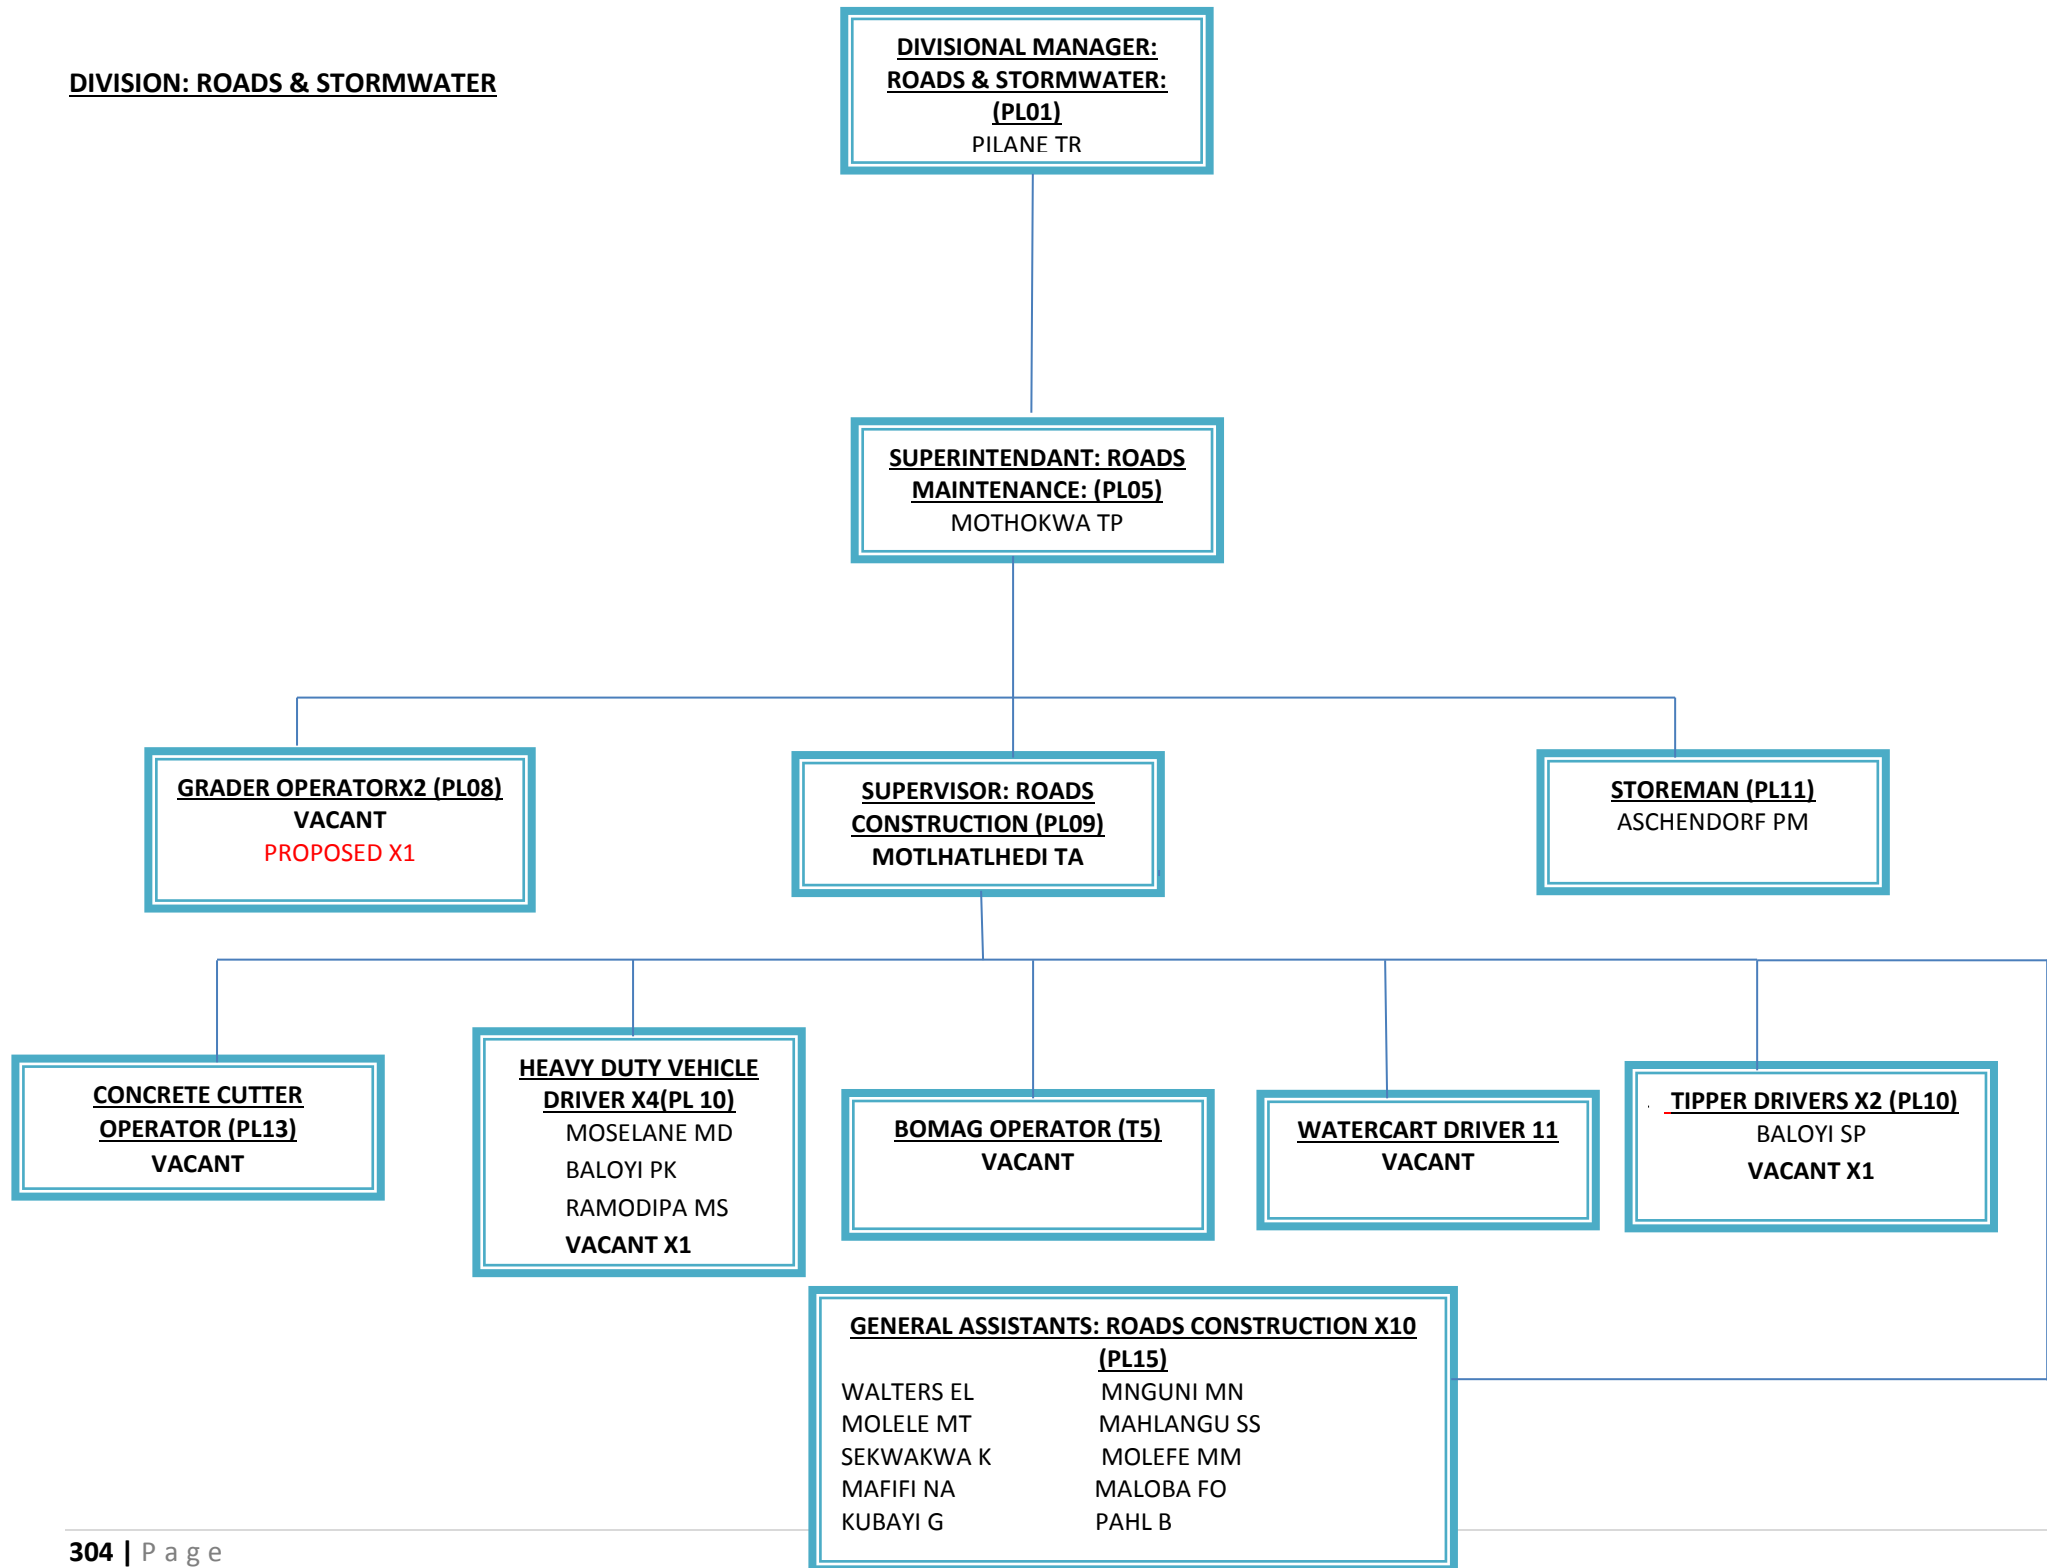 DIVISION: ROADS & STORMWATER
DIVISIONAL MANAGER:
ROADS & STORMWATER:
(PL01)
PILANE TR
SUPERINTENDANT: ROADS
MAINTENANCE: (PL05)
MOTHOKWA TP
GRADER OPERATORX2 (PL08)
VACANT
PROPOSED X1
SUPERVISOR: ROADS
CONSTRUCTION (PL09)
MOTLHATLHEDI TA
STOREMAN (PL11)
ASCHENDORF PM
CONCRETE CUTTER
OPERATOR (PL13)
VACANT
HEAVY DUTY VEHICLE
DRIVER X4(PL 10)
MOSELANE MD
BALOYI PK
RAMODIPA MS
VACANT X1
BOMAG OPERATOR (T5)
VACANT
WATERCART DRIVER 11
VACANT
TIPPER DRIVERS X2 (PL10)
BALOYI SP
VACANT X1
GENERAL ASSISTANTS: ROADS CONSTRUCTION X10
(PL15)
WALTERS EL MNGUNI MN
MOLELE MT MAHLANGU SS
SEKWAKWA K MOLEFE MM
MAFIFI NA MALOBA FO
KUBAYI G PAHL B
304 | Page